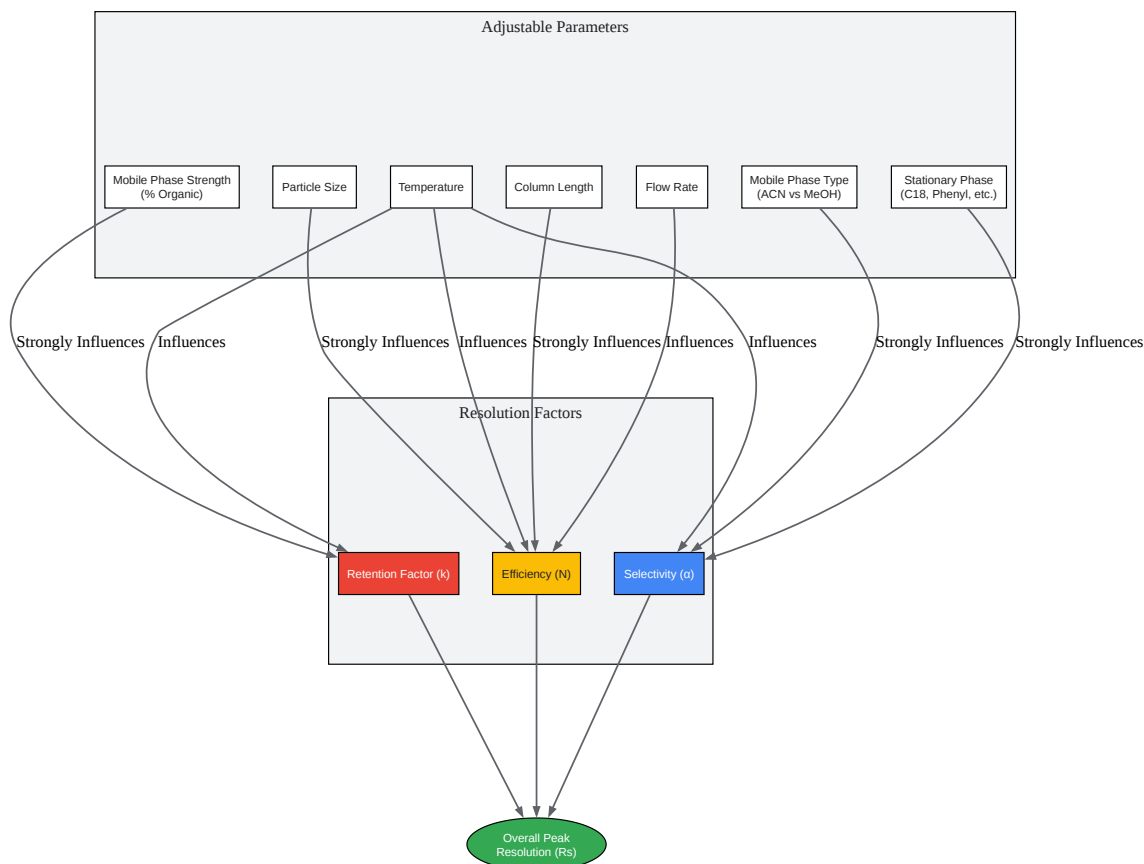 Adjustable Parameters
Mobile Phase Strength
(% Organic)
Particle Size
Temperature
Column Length
Flow Rate
Mobile Phase Type
(ACN vs MeOH)
Stationary Phase
(C18, Phenyl, etc.)
Strongly Influences
Influences
Strongly Influences
Influences
Strongly Influences
Influences
Influences
Strongly Influences
Strongly Influences
Resolution Factors
Retention Factor (k)
Efficiency (N)
Selectivity (α)
Overall Peak
Resolution (Rs)